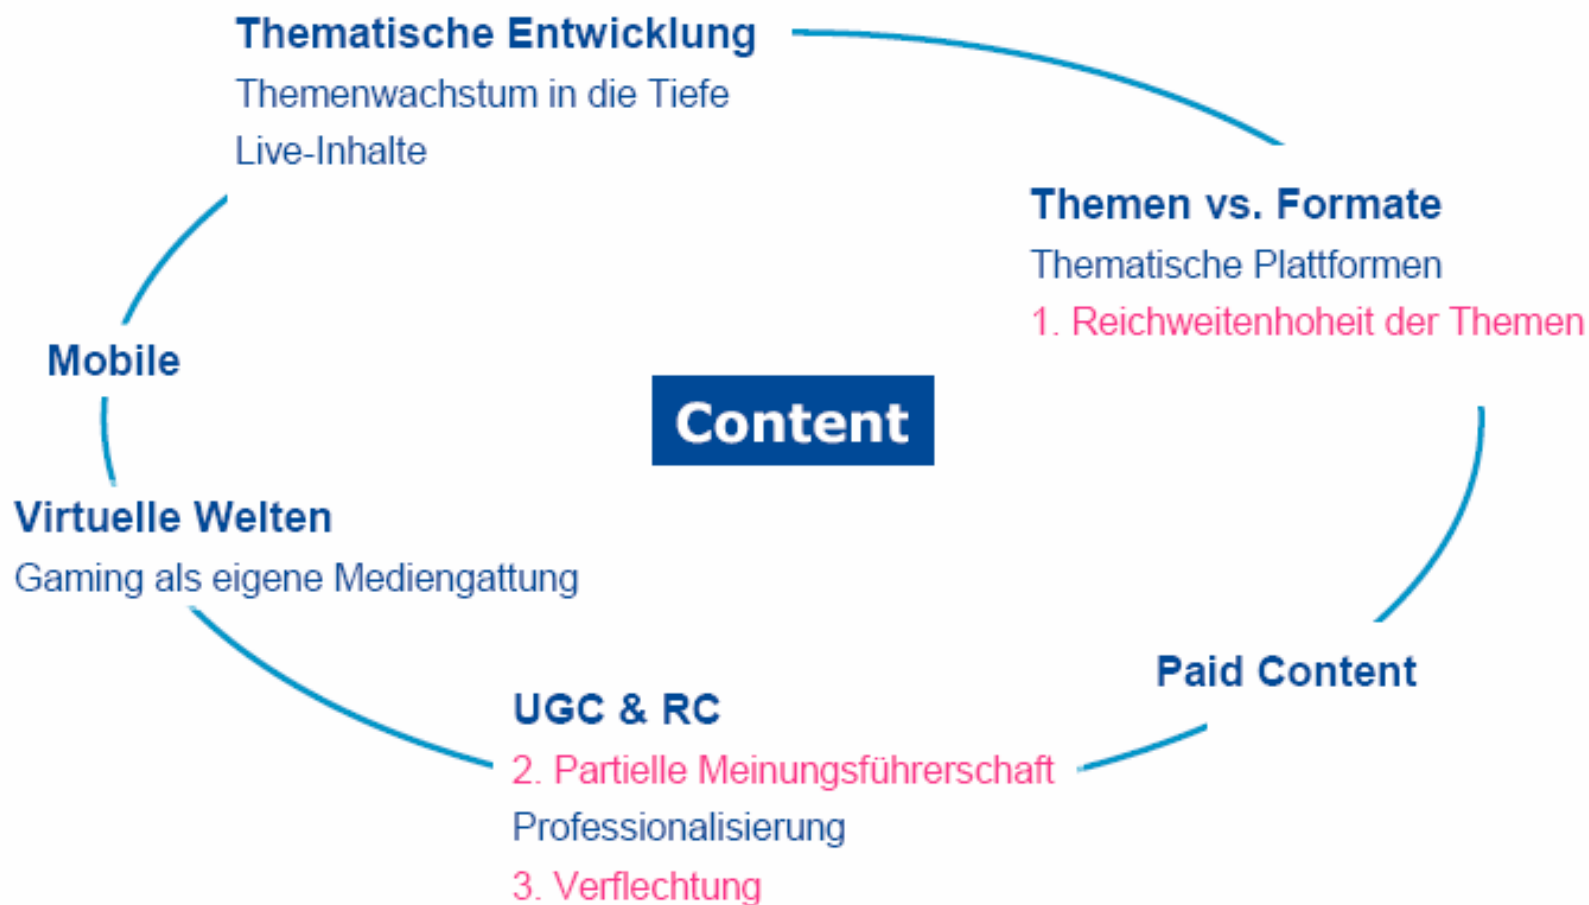 Thematische Entwicklung
Themenwachstum in die Tiefe
Live-Inhalte
Themen vs. Formate
Thematische Plattformen
1. Reichweitenhoheit der Themen
Mobile
Content
Virtuelle Welten
Gaming als eigene Mediengattung
Paid Content
UGC & RC
2. Partielle Meinungsführerschaft
Professionalisierung
3. Verflechtung